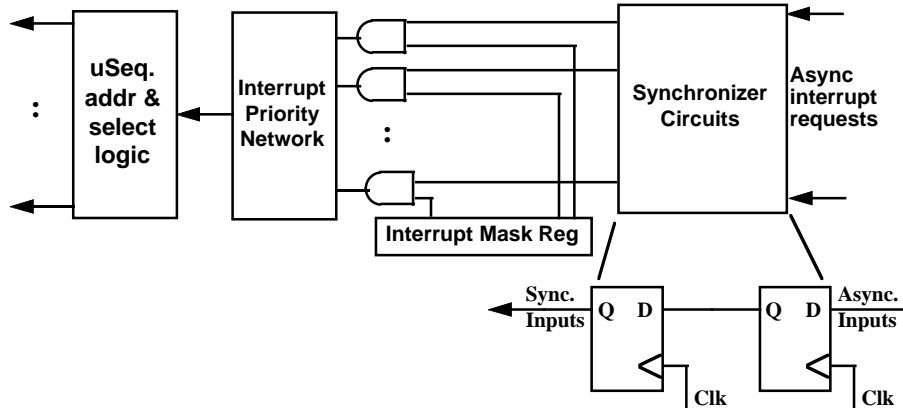 uSeq.
addr &
select
logic
:
Interrupt
Priority
Network
:
Synchronizer
Circuits
Async
interrupt
requests
Interrupt Mask Reg
Sync.
Inputs
Q D
Clk
Q D
Clk
Async.
Inputs